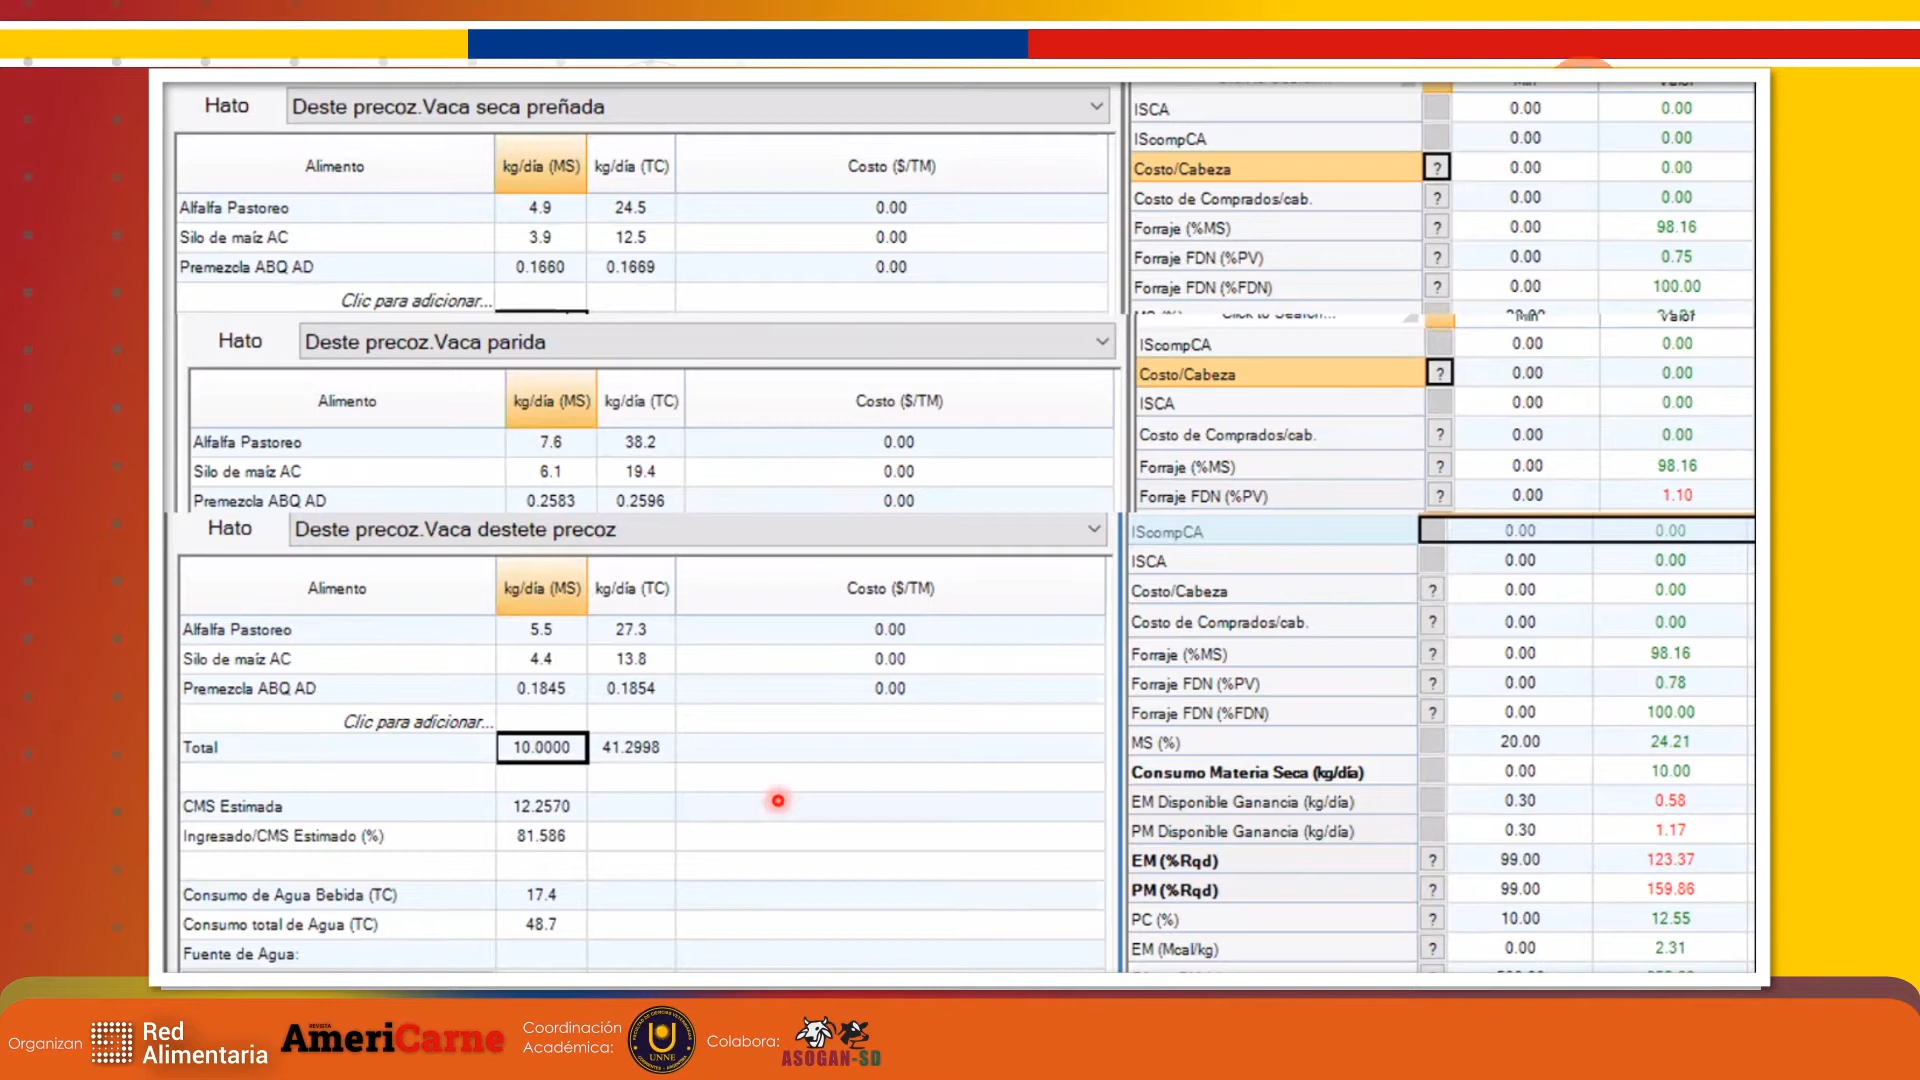 Hato Deste precoz.Vaca seca preñada
Alimento kg/día (MS) kg/día (TC) Costo ($/TM)
Alfalfa Pastoreo 4.9 24.5 0.00
Silo de maíz AC 3.9 12.5 0.00
Premezcla ABQ AD 0.1660 0.1669 0.00
Clic para adicionar...
ISCA 0.00 0.00
IScompCA 0.00 0.00
Costo/Cabeza ? 0.00 0.00
Costo de Comprados/cab. ? 0.00 0.00
Forraje (%MS) ? 0.00 98.16
Forraje FDN (%PV) ? 0.00 0.75
Forraje FDN (%FDN) ? 0.00 100.00
Hato Deste precoz.Vaca parida
Alimento kg/día (MS) kg/día (TC) Costo ($/TM)
Alfalfa Pastoreo 7.6 38.2 0.00
Silo de maíz AC 6.1 19.4 0.00
Premezcla ABQ AD 0.2583 0.2596 0.00
IScompCA 0.00 0.00
Costo/Cabeza ? 0.00 0.00
ISCA 0.00 0.00
Costo de Comprados/cab. ? 0.00 0.00
Forraje (%MS) ? 0.00 98.16
Forraje FDN (%PV) ? 0.00 1.10
Hato Deste precoz.Vaca destete precoz
Alimento kg/día (MS) kg/día (TC) Costo ($/TM)
Alfalfa Pastoreo 5.5 27.3 0.00
Silo de maíz AC 4.4 13.8 0.00
Premezcla ABQ AD 0.1845 0.1854 0.00
Clic para adicionar...
Total 10.0000 41.2998
CMS Estimada 12.2570
Ingresado/CMS Estimado (%) 81.586
Consumo de Agua Bebida (TC) 17.4
Consumo total de Agua (TC) 48.7
Fuente de Agua:
IScompCA 0.00 0.00
ISCA 0.00 0.00
Costo/Cabeza ? 0.00 0.00
Costo de Comprados/cab. ? 0.00 0.00
Forraje (%MS) ? 0.00 98.16
Forraje FDN (%PV) ? 0.00 0.78
Forraje FDN (%FDN) ? 0.00 100.00
MS (%) 20.00 24.21
Consumo Materia Seca (kg/día) 0.00 10.00
EM Disponible Ganancia (kg/día) 0.30 0.58
PM Disponible Ganancia (kg/día) 0.30 1.17
EM (%Rqd) ? 99.00 123.37
PM (%Rqd) ? 99.00 159.86
PC (%) ? 10.00 12.55
EM (Mcal/kg) ? 0.00 2.31
Organizan Red Alimentaria
REVISTA AmeriCarne
Coordinación Académica:
UNNE
Colabora:
ASOGAN-SD